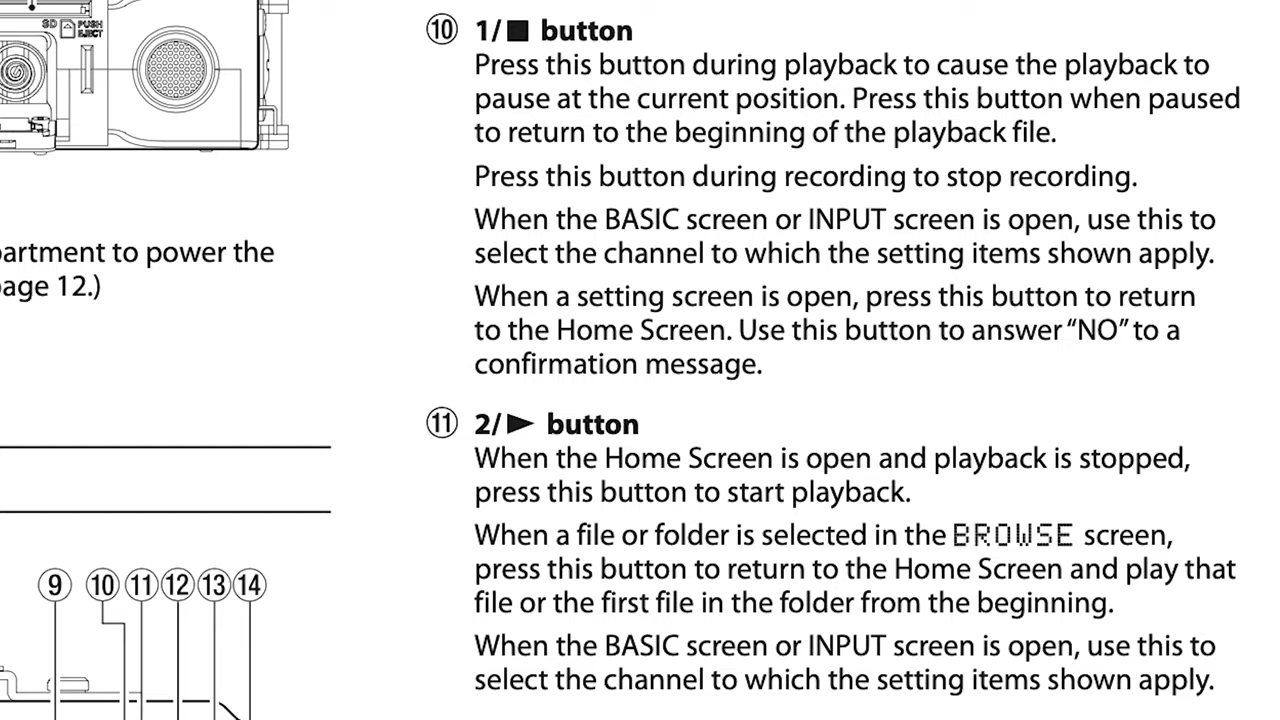 SD PUSH
EJECT
partment to power the
page 12.)
⑨ ⑩ ⑪ ⑫ ⑬ ⑭
⑩ 1/■ button
Press this button during playback to cause the playback to
pause at the current position. Press this button when paused
to return to the beginning of the playback file.
Press this button during recording to stop recording.
When the BASIC screen or INPUT screen is open, use this to
select the channel to which the setting items shown apply.
When a setting screen is open, press this button to return
to the Home Screen. Use this button to answer “NO” to a
confirmation message.
⑪ 2/▶ button
When the Home Screen is open and playback is stopped,
press this button to start playback.
When a file or folder is selected in the BROWSE screen,
press this button to return to the Home Screen and play that
file or the first file in the folder from the beginning.
When the BASIC screen or INPUT screen is open, use this to
select the channel to which the setting items shown apply.